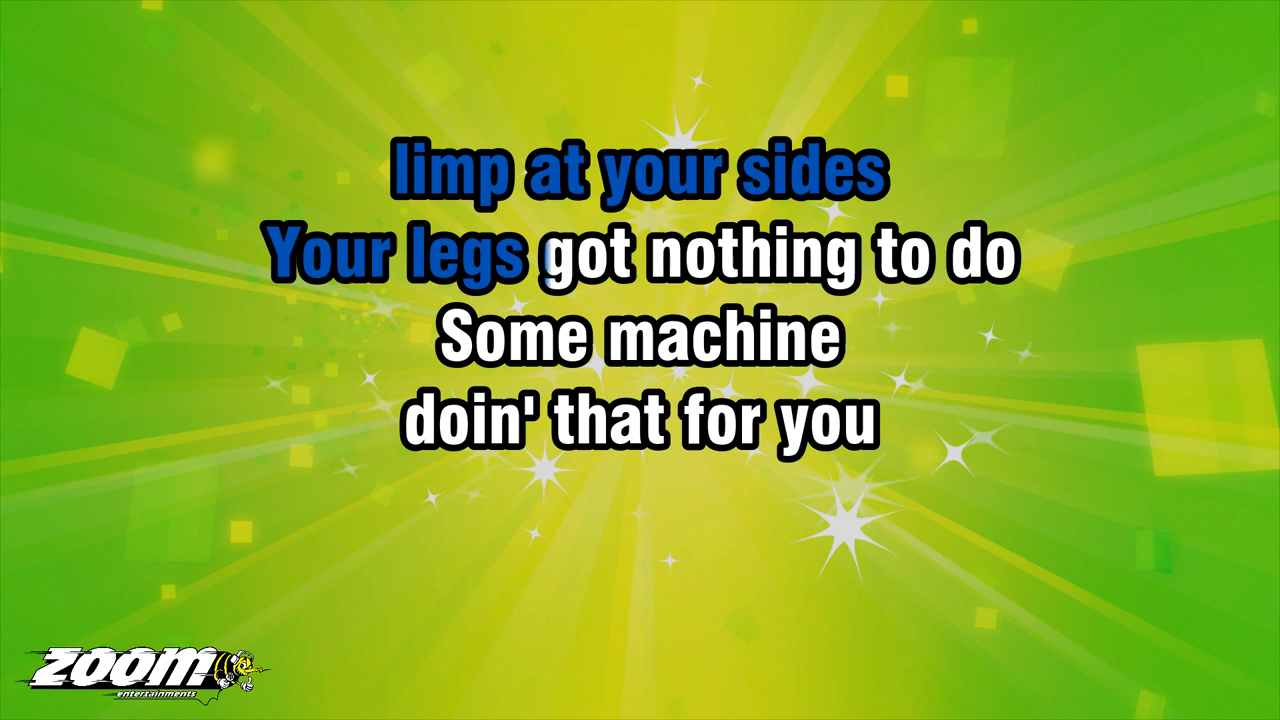 limp at your sides
Your legs got nothing to do
Some machine
doin' that for you
zoom
entertainments